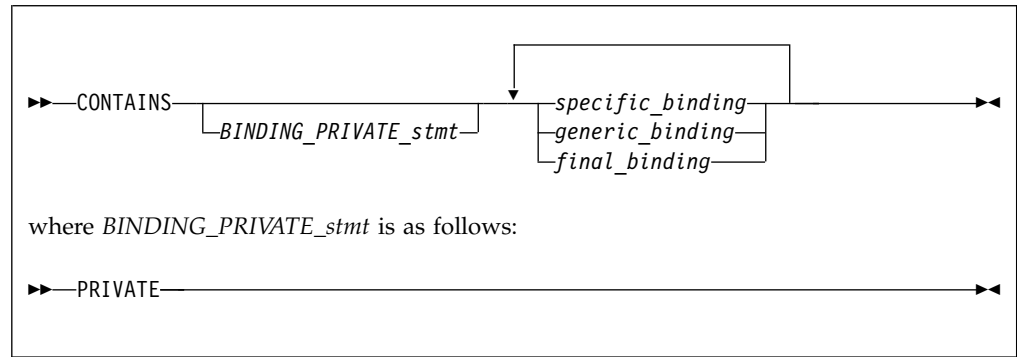 CONTAINS specific_binding
BINDING_PRIVATE_stmt generic_binding
final_binding
where BINDING_PRIVATE_stmt is as follows:
PRIVATE